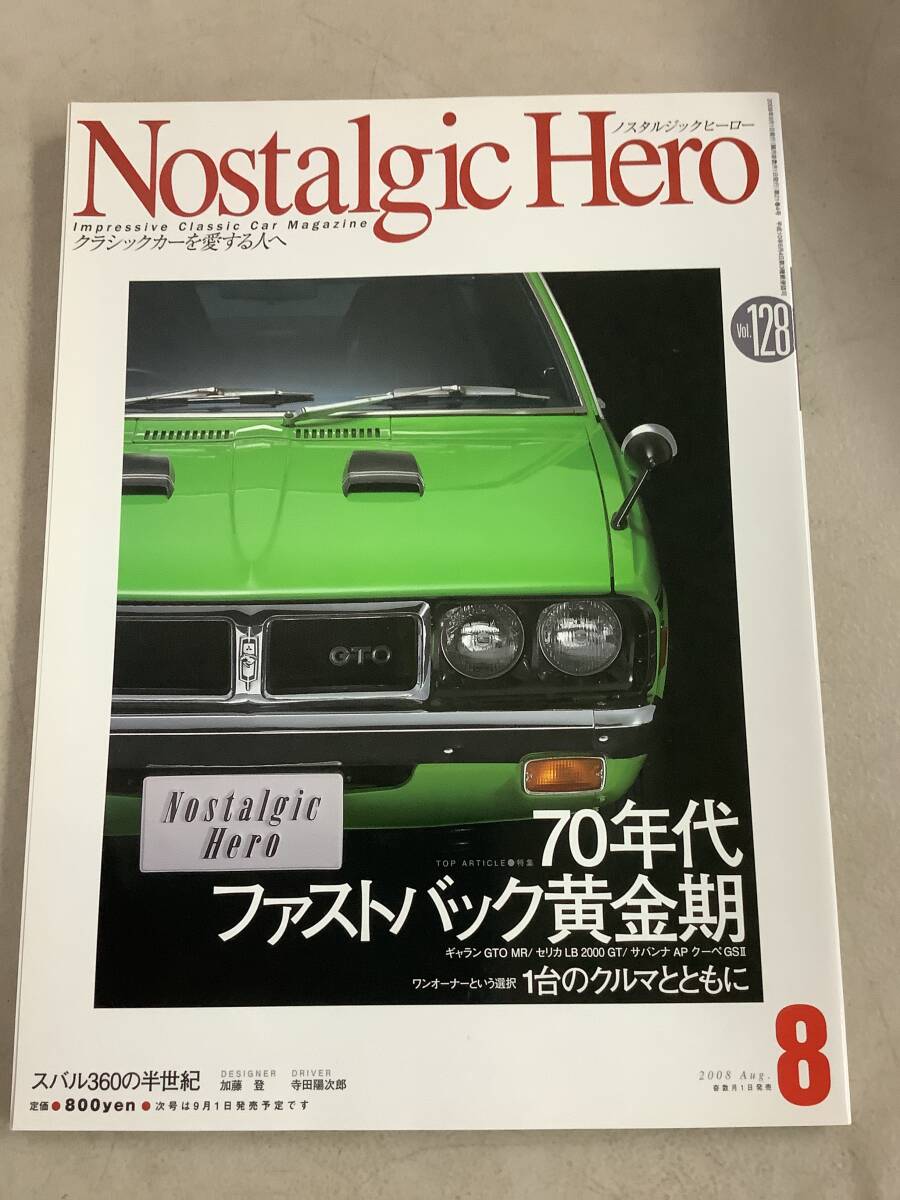 Nostalgic Hero
ノスタルジックヒーロー
Impressive Classic Car Magazine
クラシックカーを愛する人へ
Vol. 128
GTO
Nostalgic
Hero
TOP ARTICLE●特集
70年代
ファストバック黄金期
ギャラン GTO MR/ セリカ LB 2000 GT/ サバンナ AP クーペ GSⅡ
ワンオーナーという選択 1台のクルマとともに
スバル360の半世紀
DESIGNER
加藤 登
DRIVER
寺田陽次郎
定価●800yen●次号は9月1日発売予定です
2008 Aug.
奇数月1日発売
8